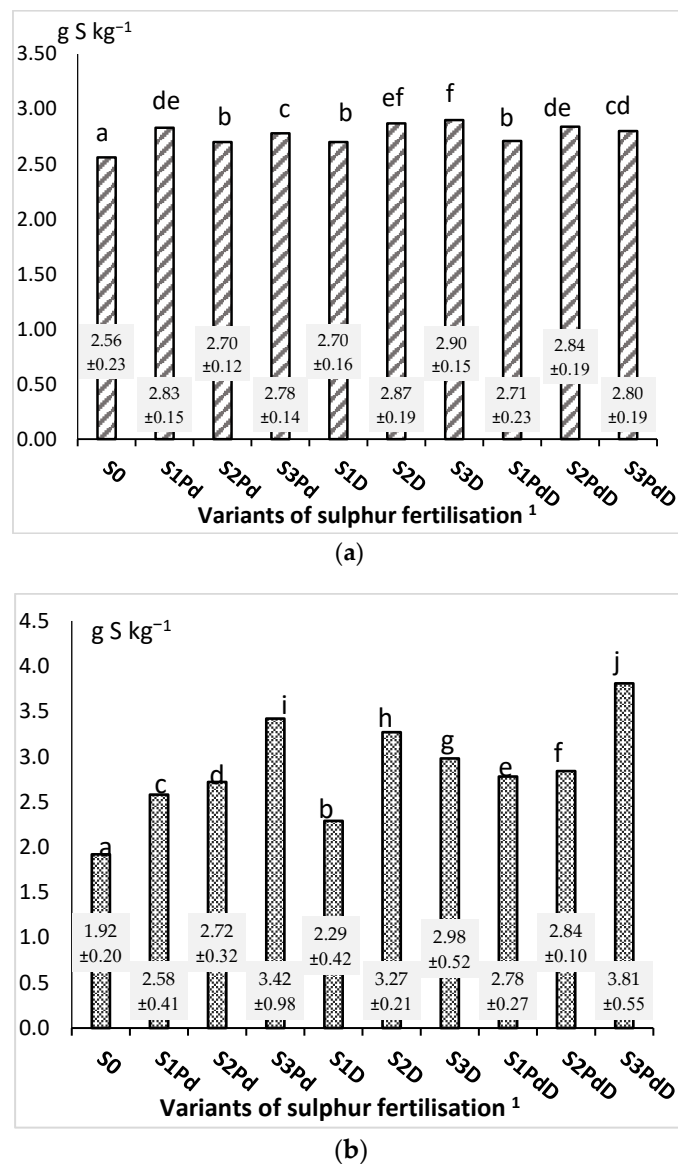 g S kg⁻¹
3.50
3.00
2.50
2.00
1.50
1.00
0.50
0.00
a
de
b
c
b
ef
f
b
de
cd
2.56
±0.23
2.83
±0.15
2.70
±0.12
2.78
±0.14
2.70
±0.16
2.87
±0.19
2.90
±0.15
2.71
±0.23
2.84
±0.19
2.80
±0.19
S0
S1Pd
S2Pd
S3Pd
S1D
S2D
S3D
S1PdD
S2PdD
S3PdD
Variants of sulphur fertilisation ¹
(a)
g S kg⁻¹
4.5
4.0
3.5
3.0
2.5
2.0
1.5
1.0
0.5
0.0
a
c
d
i
b
h
g
e
f
j
1.92
±0.20
2.58
±0.41
2.72
±0.32
3.42
±0.98
2.29
±0.42
3.27
±0.21
2.98
±0.52
2.78
±0.27
2.84
±0.10
3.81
±0.55
S0
S1Pd
S2Pd
S3Pd
S1D
S2D
S3D
S1PdD
S2PdD
S3PdD
Variants of sulphur fertilisation ¹
(b)